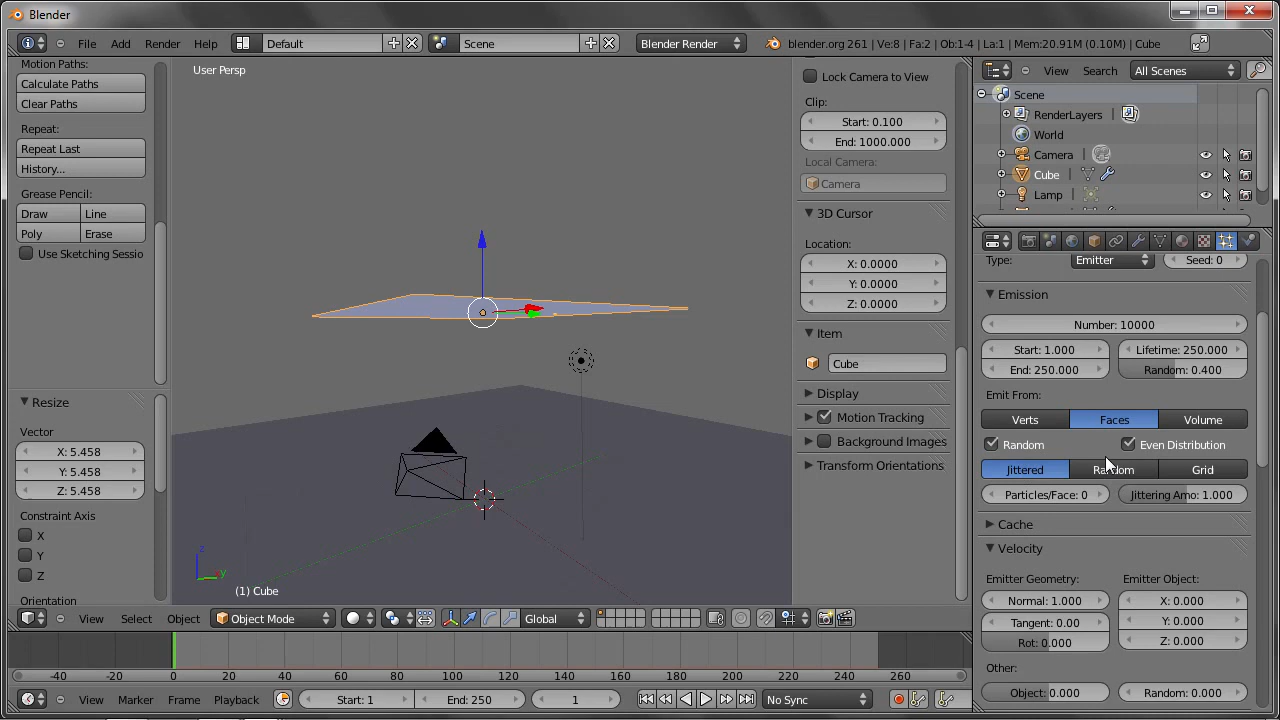 Blender
File Add Render Help Default Scene Blender Render blender.org 261 | Ve:8 | Fa:2 | Ob:1-4 | La:1 | Mem:20.91M (0.10M) | Cube
Motion Paths:
Calculate Paths
Clear Paths
Repeat:
Repeat Last
History...
Grease Pencil:
Draw Line
Poly Erase
Use Sketching Sessio
Resize
Vector
X: 5.458
Y: 5.458
Z: 5.458
Constraint Axis
X
Y
Z
Orientation
User Persp
z
y
(1) Cube
Lock Camera to View
Clip:
Start: 0.100
End: 1000.000
Local Camera:
Camera
3D Cursor
Location:
X: 0.0000
Y: 0.0000
Z: 0.0000
Item
Cube
Display
Motion Tracking
Background Images
Transform Orientations
View Search All Scenes
Scene
RenderLayers
World
Camera
Cube
Lamp
Type: Emitter Seed: 0
Emission
Number: 10000
Start: 1.000 Lifetime: 250.000
End: 250.000 Random: 0.400
Emit From:
Verts Faces Volume
Random Even Distribution
Jittered Random Grid
Particles/Face: 0 Jittering Amo: 1.000
Cache
Velocity
Emitter Geometry: Emitter Object:
Normal: 1.000 X: 0.000
Tangent: 0.00 Y: 0.000
Rot: 0.000 Z: 0.000
Other:
Object: 0.000 Random: 0.000
View Select Object Object Mode Global
-40 -20 0 20 40 60 80 100 120 140 160 180 200 220 240 260
View Marker Frame Playback Start: 1 End: 250 1 No Sync